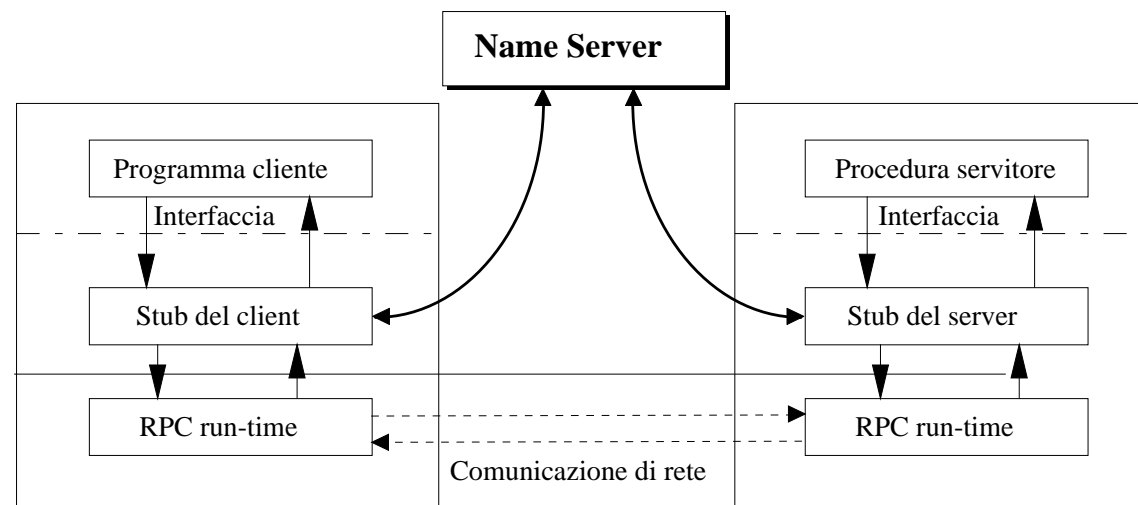 Name Server
Programma cliente
Procedura servitore
Interfaccia
Interfaccia
Stub del client
Stub del server
RPC run-time
RPC run-time
Comunicazione di rete